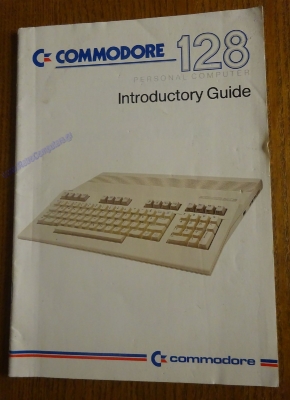 COMMODORE 128
PERSONAL COMPUTER
Introductory Guide
commodore